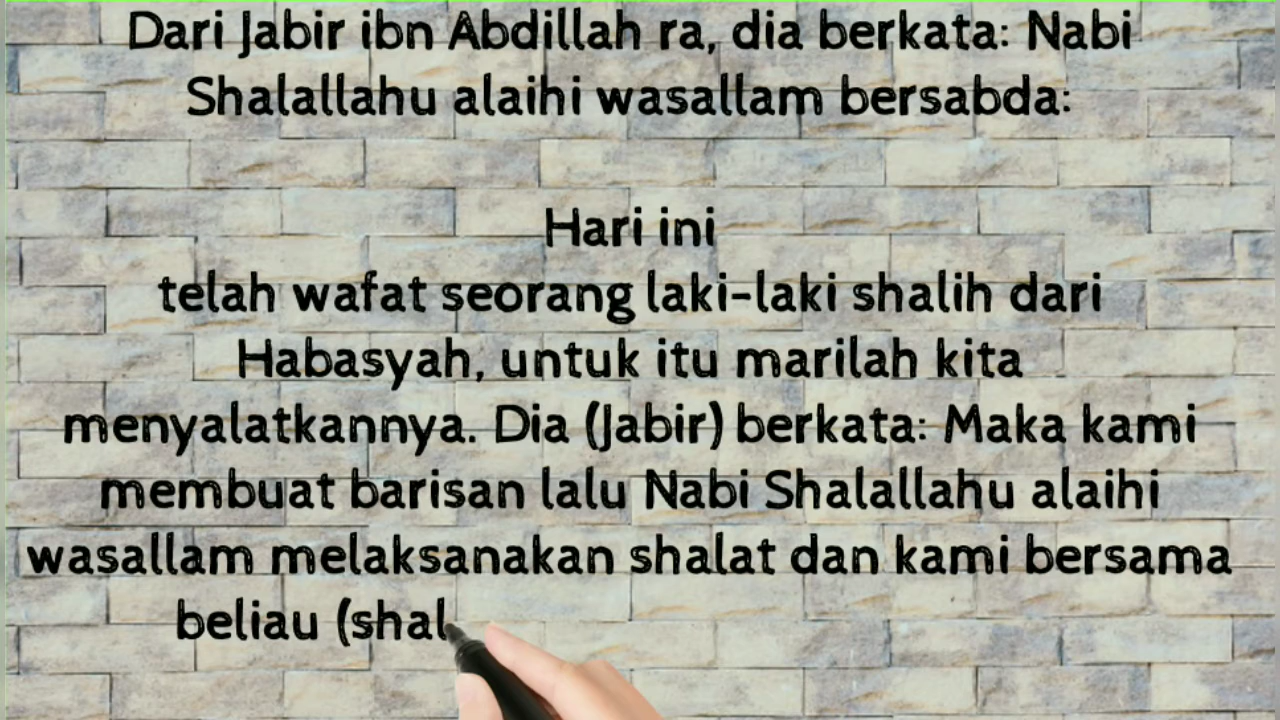 Dari Jabir ibn Abdillah ra, dia berkata: Nabi
Shalallahu alaihi wasallam bersabda:
Hari ini
telah wafat seorang laki-laki shalih dari
Habasyah, untuk itu marilah kita
menyalatkannya. Dia (Jabir) berkata: Maka kami
membuat barisan lalu Nabi Shalallahu alaihi
wasallam melaksanakan shalat dan kami bersama
beliau (shal